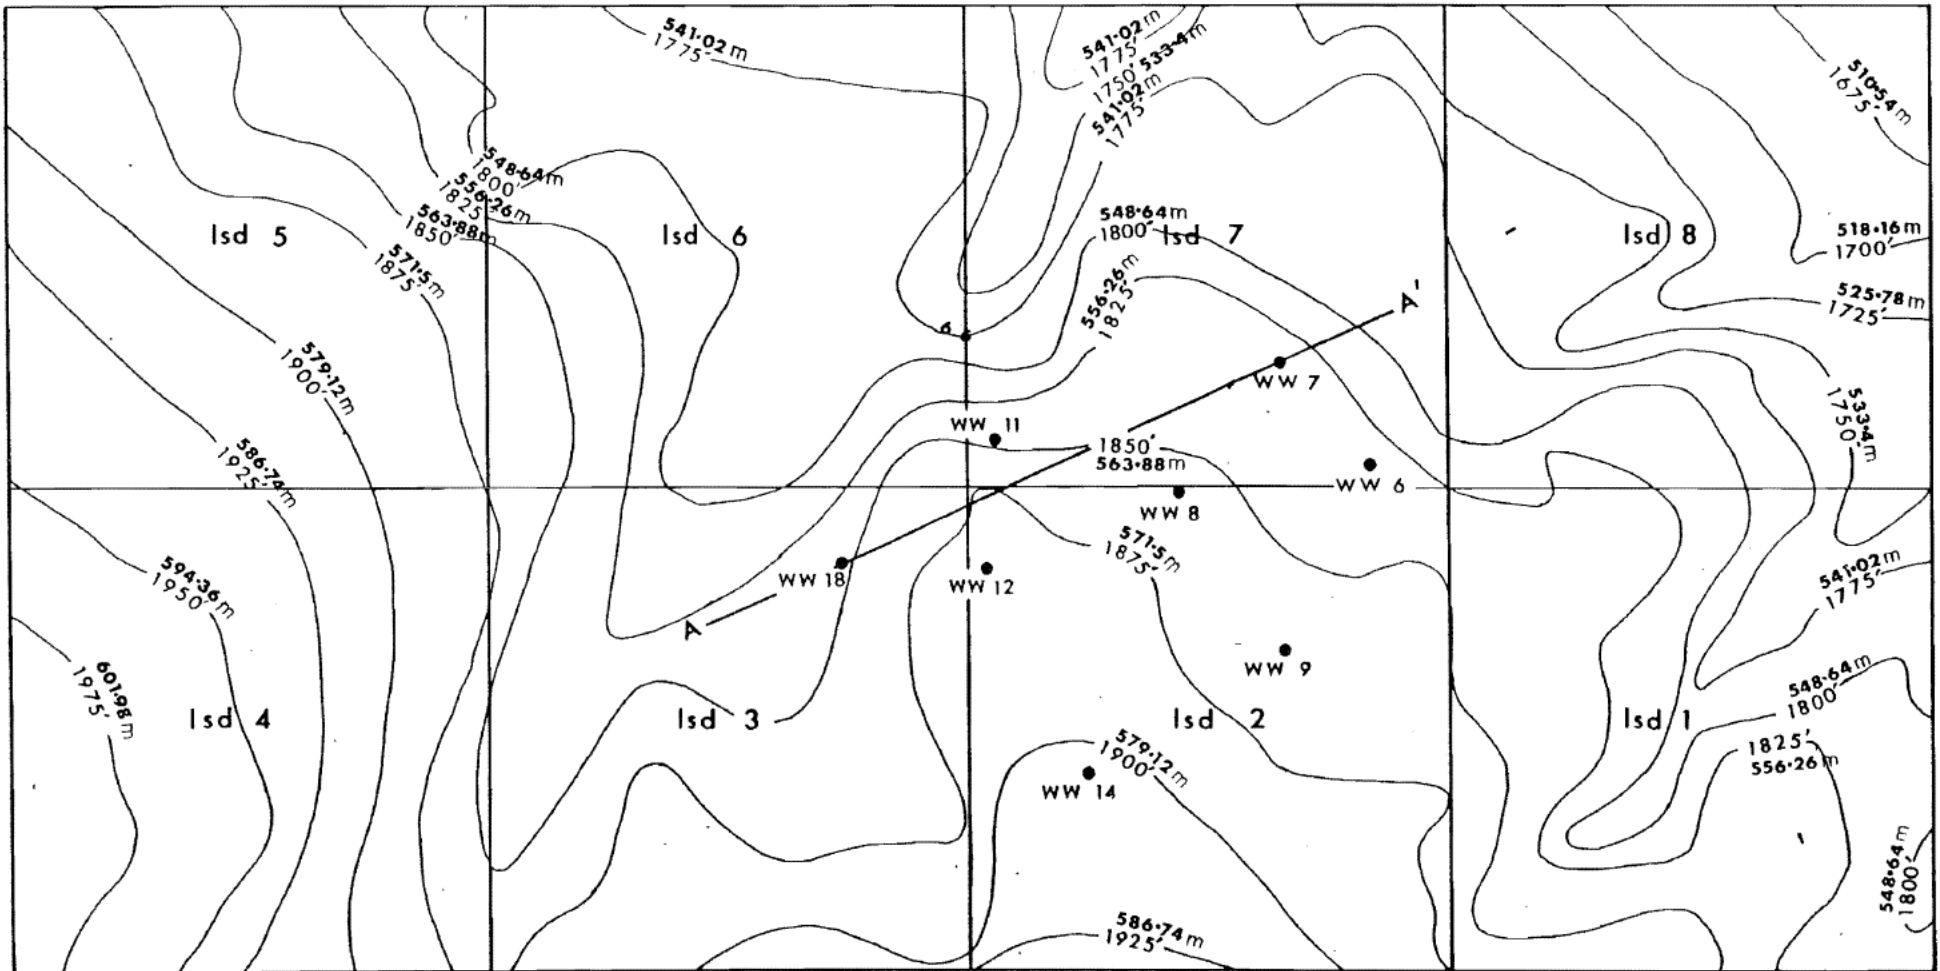 541.02 m
1775'
541.02 m
1775'
1750' 533.4 m
541.02 m
1775'
510.54 m
1675'
548.64 m
1800'
556.26 m
1825'
563.88 m
1850'
571.5 m
1875'
lsd 5
lsd 6
548.64 m
1800'
lsd 7
lsd 8
518.16 m
1700'
525.78 m
1725'
556.26 m
1825'
A'
579.12 m
1900'
WW 7
533.4 m
1750'
WW 11
1850'
563.88 m
586.74 m
1925'
WW 6
WW 8
571.5 m
1875'
594.36 m
1950'
WW 18
WW 12
541.02 m
1775'
A
WW 9
601.98 m
1975'
548.64 m
1800'
lsd 4
lsd 3
lsd 2
lsd 1
579.12 m
1900'
1825'
556.26 m
WW 14
548.64 m
1800'
586.74 m
1925'